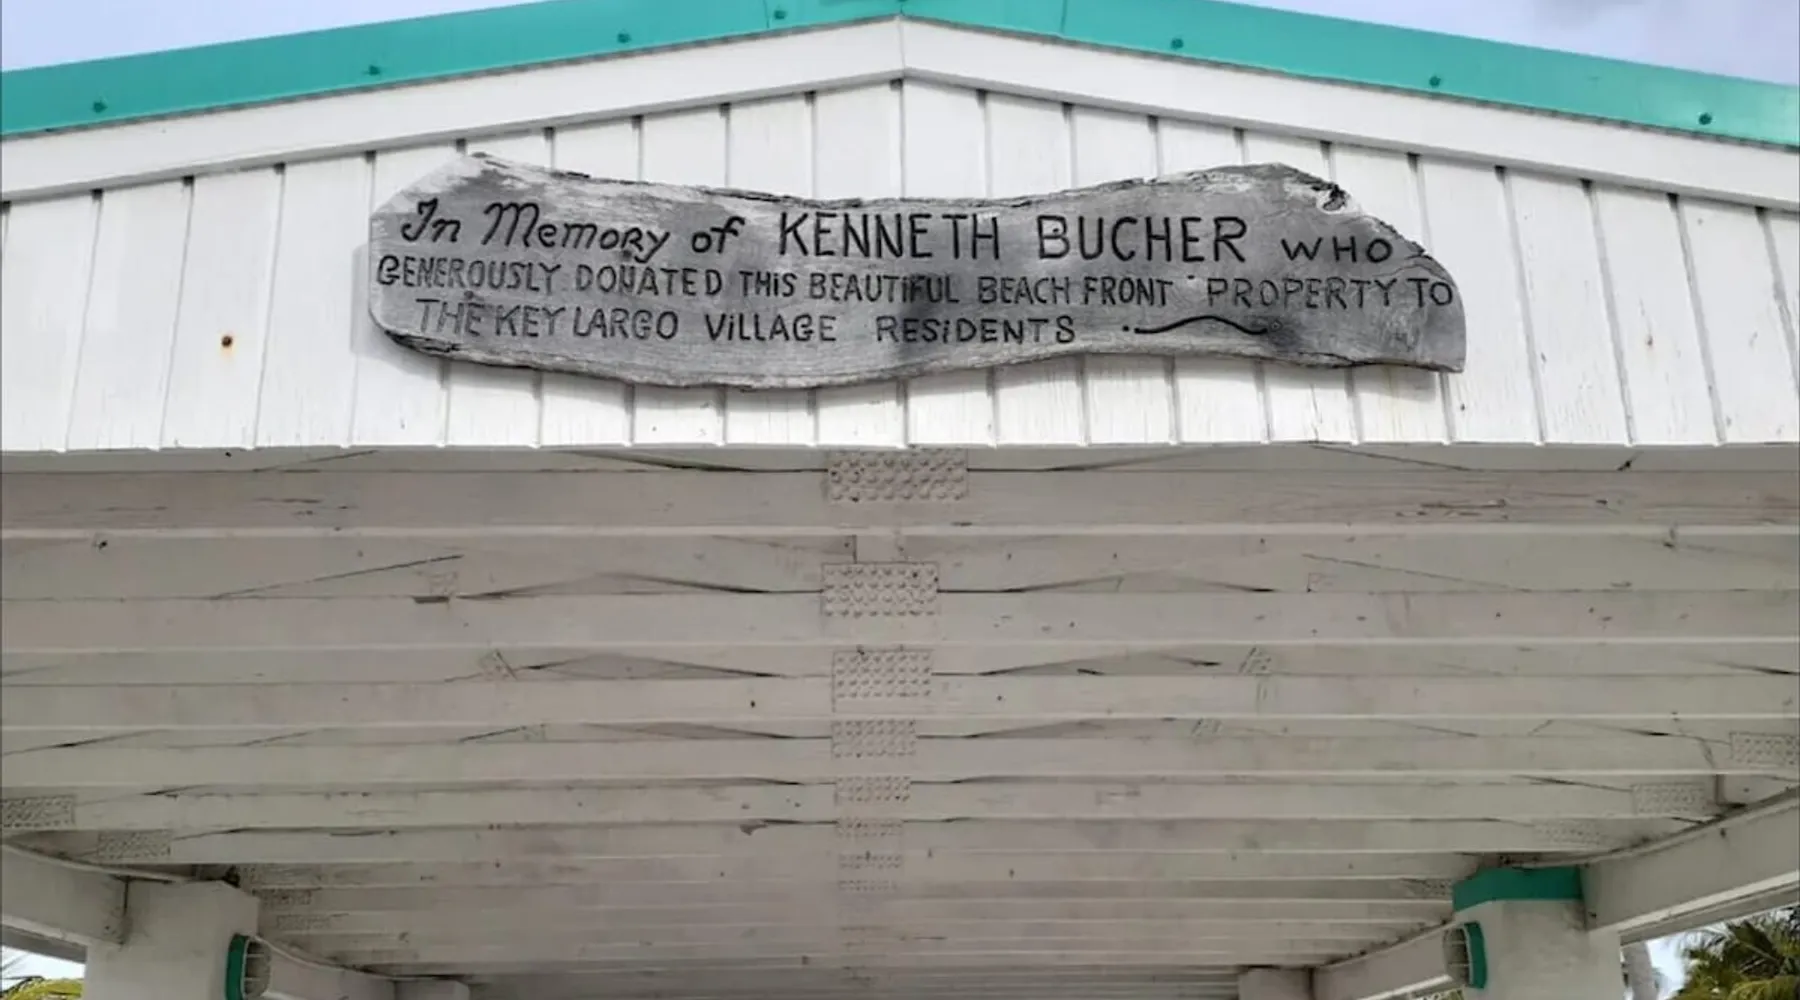 In Memory of KENNETH BUCHER WHO
GENEROUSLY DONATED THiS BEAUTiFUL BEACH FRONT PROPERTY TO
THE KEY LARGO ViLLAGE RESiDENTS